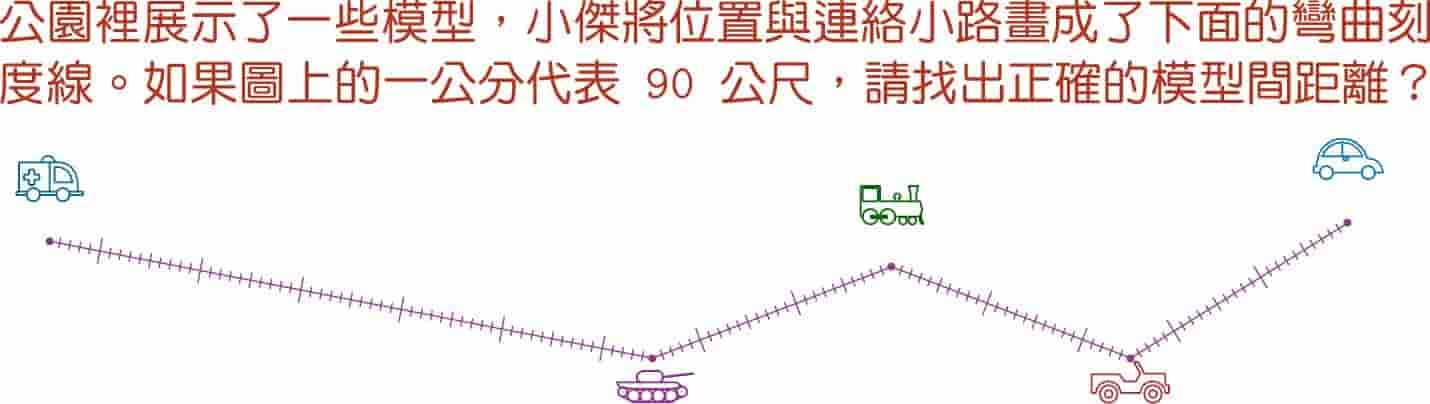 公園裡展示了一些模型，小傑將位置與連絡小路畫成了下面的彎曲刻
度線。如果圖上的一公分代表 90 公尺，請找出正確的模型間距離？